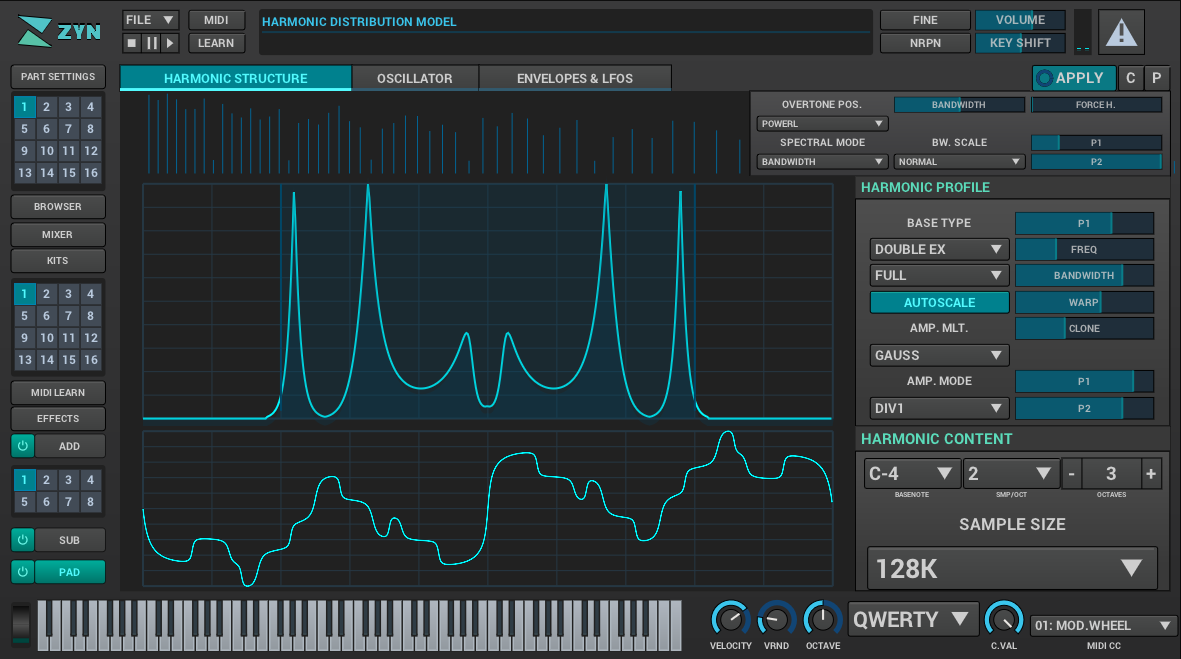 ZYN
FILE
MIDI
LEARN
HARMONIC DISTRIBUTION MODEL
FINE
VOLUME
NRPN
KEY SHIFT
PART SETTINGS
1 2 3 4
5 6 7 8
9 10 11 12
13 14 15 16
BROWSER
MIXER
KITS
1 2 3 4
5 6 7 8
9 10 11 12
13 14 15 16
MIDI LEARN
EFFECTS
ADD
1 2 3 4
5 6 7 8
SUB
PAD
HARMONIC STRUCTURE
OSCILLATOR
ENVELOPES & LFOS
APPLY
C
P
OVERTONE POS.
BANDWIDTH
FORCE H.
POWERL
SPECTRAL MODE
BW. SCALE
P1
BANDWIDTH
NORMAL
P2
HARMONIC PROFILE
BASE TYPE
P1
DOUBLE EX
FREQ
FULL
BANDWIDTH
AUTOSCALE
WARP
AMP. MLT.
CLONE
GAUSS
AMP. MODE
P1
DIV1
P2
HARMONIC CONTENT
C-4
2
- 3 +
BASENOTE
SMP/OCT
OCTAVES
SAMPLE SIZE
128K
VELOCITY
VRND
OCTAVE
QWERTY
C.VAL
01: MOD.WHEEL
MIDI CC